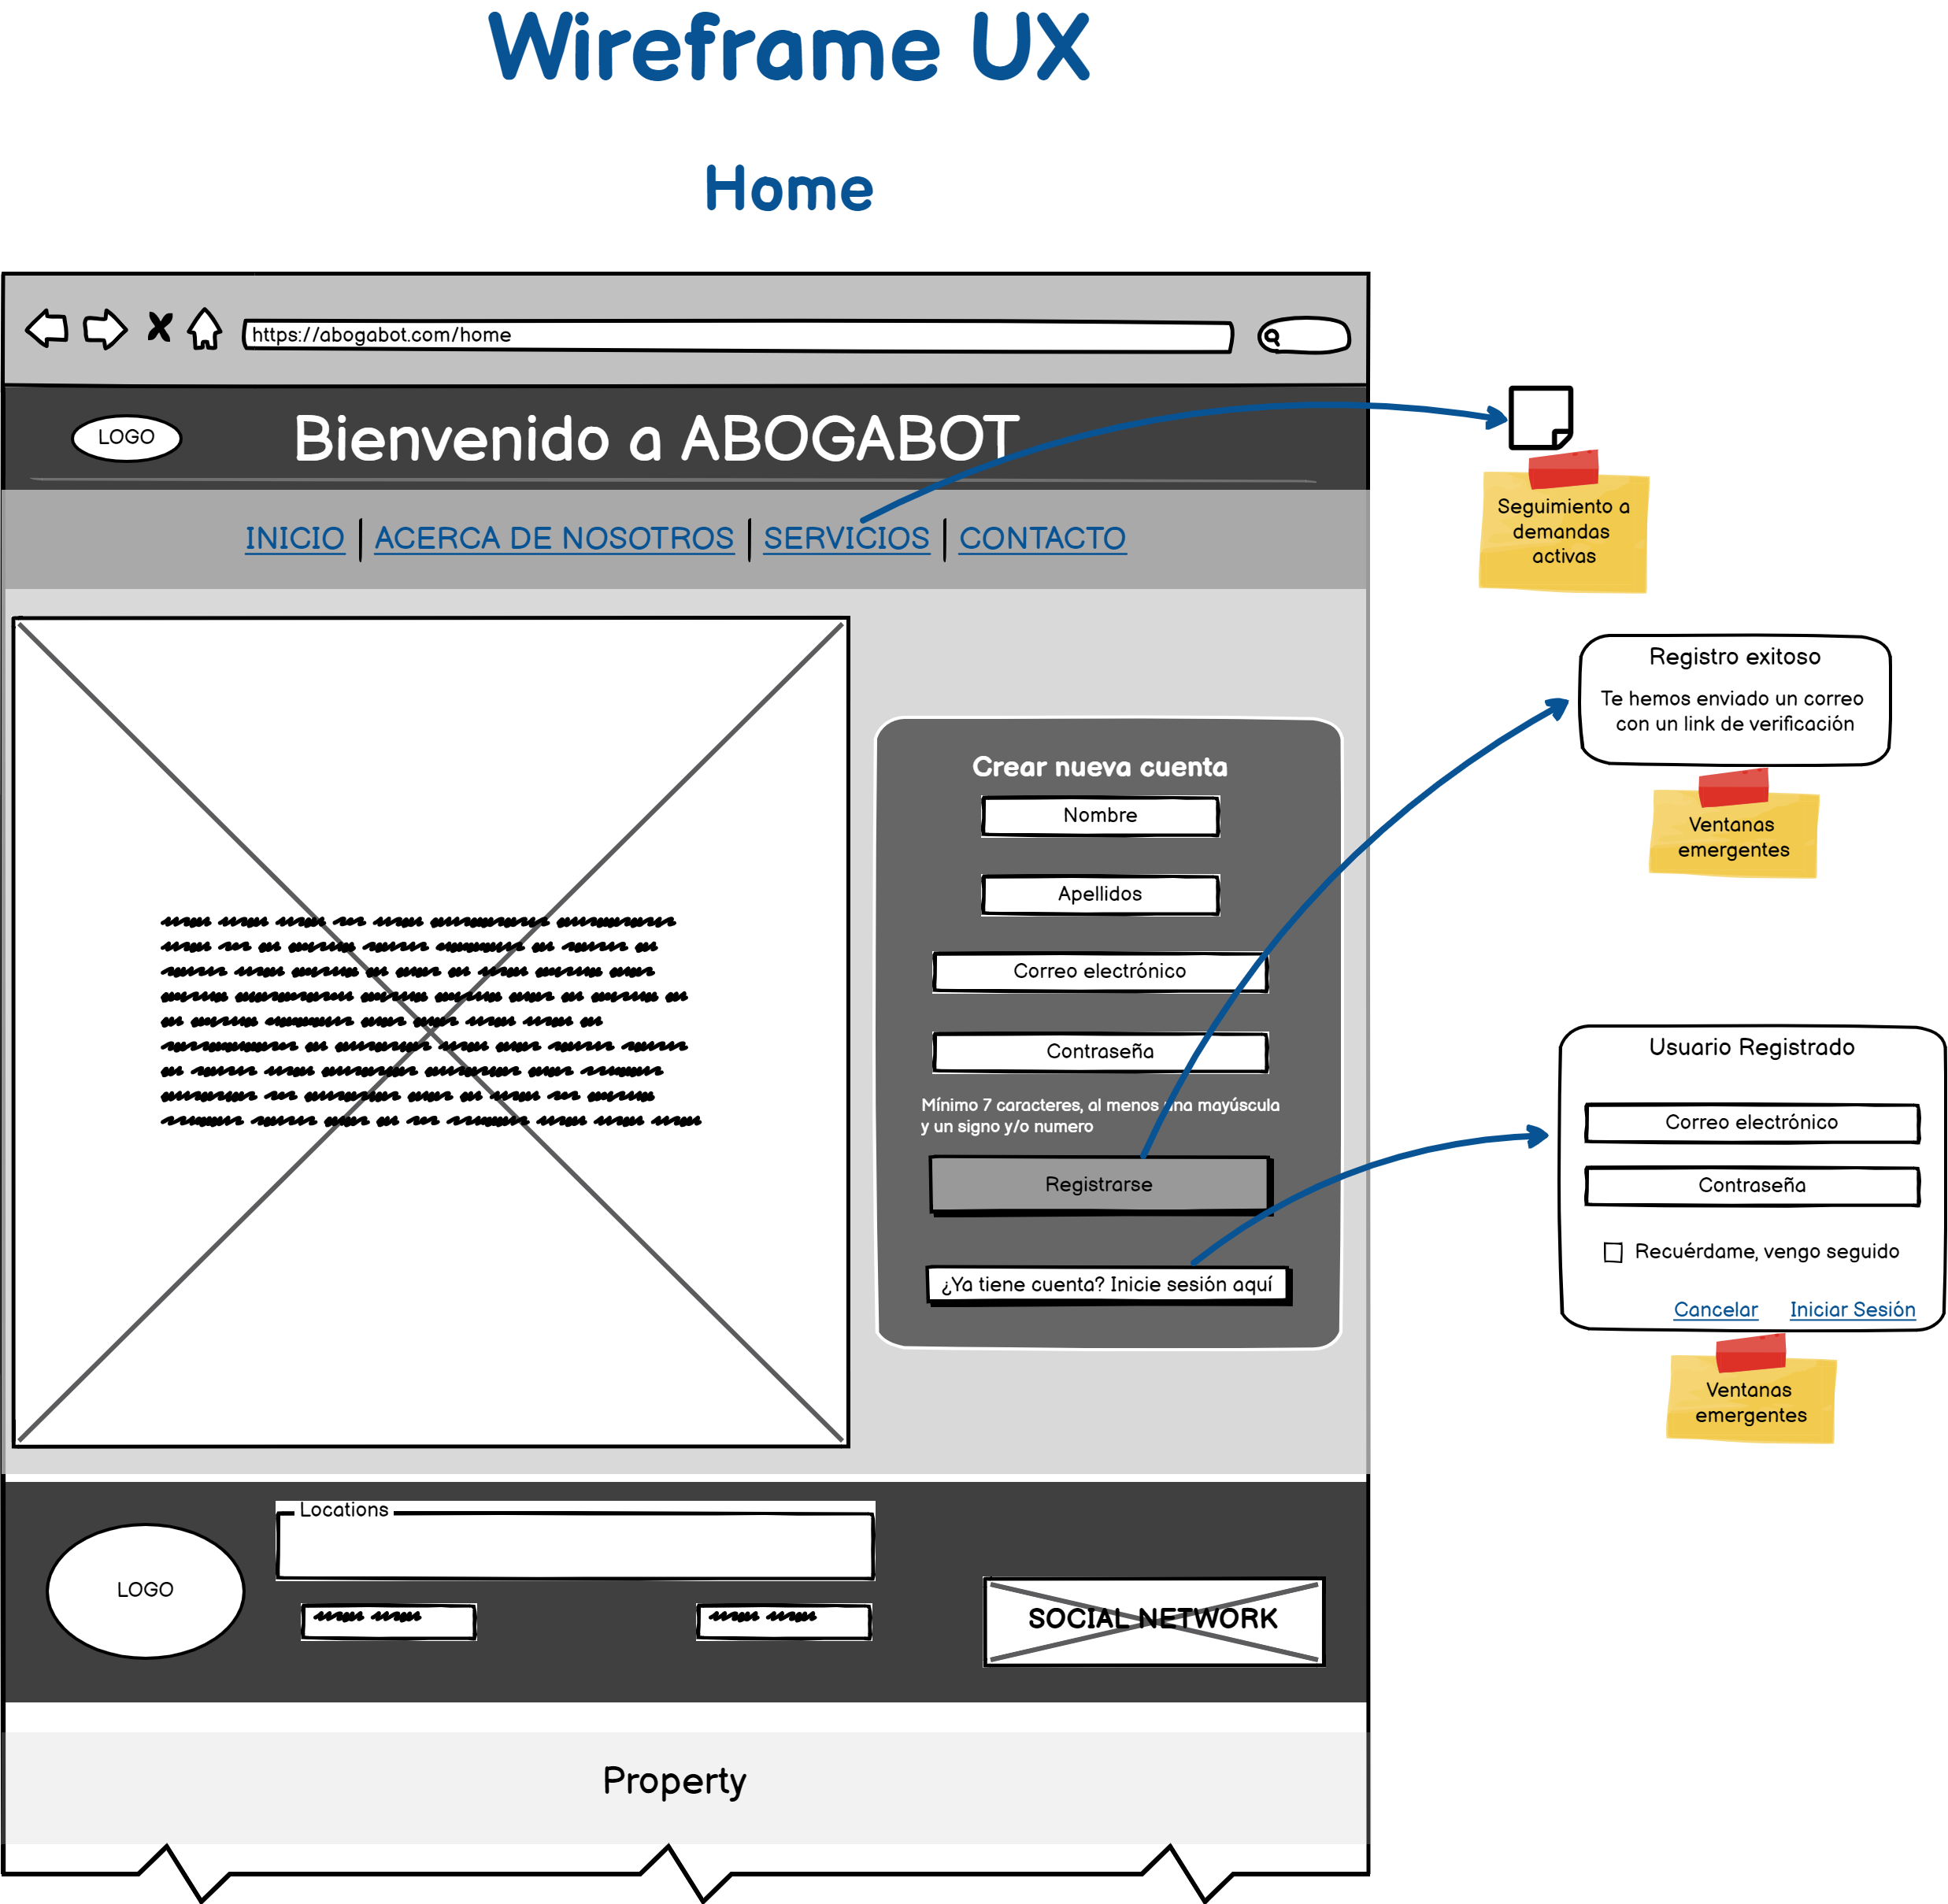 Wireframe UX
Home
https://abogabot.com/home
LOGO
Bienvenido a ABOGABOT
INICIO | ACERCA DE NOSOTROS | SERVICIOS | CONTACTO
Seguimiento a
demandas
activas
Registro exitoso
Te hemos enviado un correo
con un link de verificación
Ventanas
emergentes
Crear nueva cuenta
Nombre
Apellidos
Correo electrónico
Contraseña
Mínimo 7 caracteres, al menos una mayúscula
y un signo y/o numero
Registrarse
¿Ya tiene cuenta? Inicie sesión aquí
Usuario Registrado
Correo electrónico
Contraseña
Recuérdame, vengo seguido
Cancelar Iniciar Sesión
Ventanas
emergentes
Locations
LOGO
SOCIAL NETWORK
Property